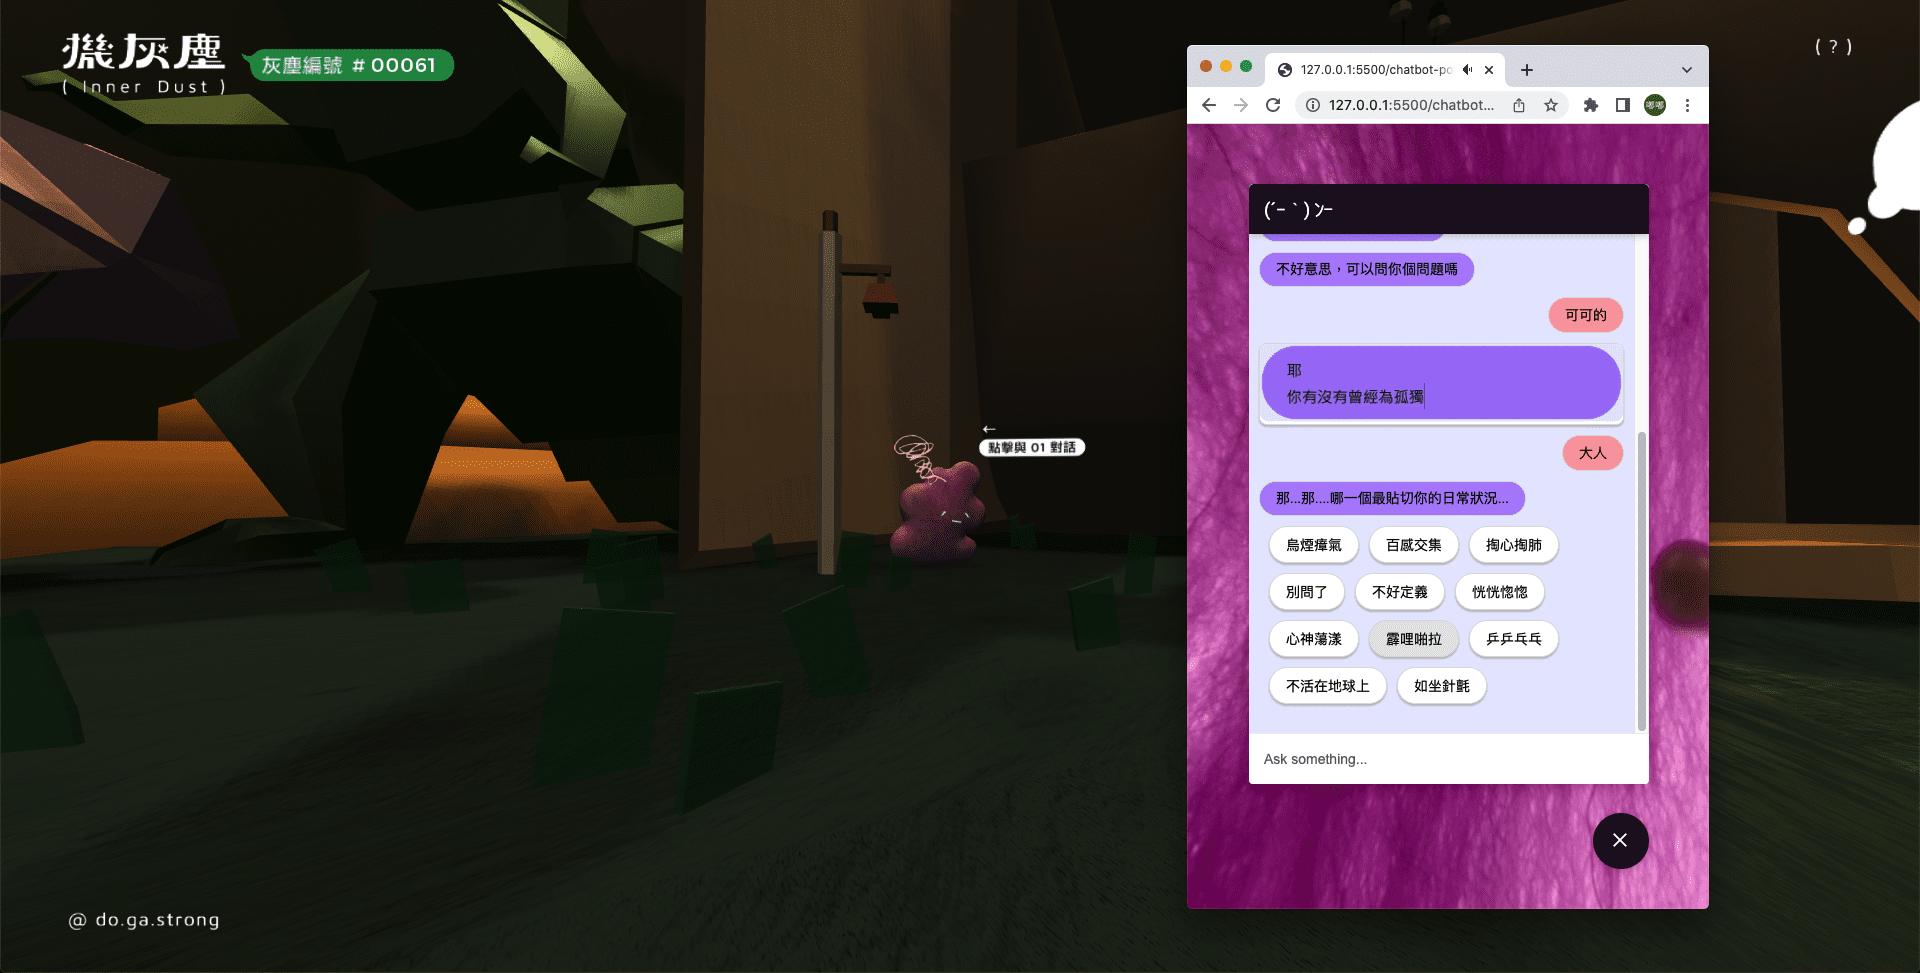 機灰塵
( Inner Dust )
灰塵編號 # 00061
( ? )
←
點擊與 01 對話
127.0.0.1:5500/chatbot-po
127.0.0.1:5500/chatbot...
嘟嘟
(´-｀)ﾝｰ
不好意思，可以問你個問題嗎
可可的
耶
你有沒有曾經為孤獨
大人
那...那....哪一個最貼切你的日常狀況...
烏煙瘴氣
百感交集
掏心掏肺
別問了
不好定義
恍恍惚惚
心神蕩漾
霹哩啪拉
乒乒乓乓
不活在地球上
如坐針氈
Ask something...
@ do.ga.strong